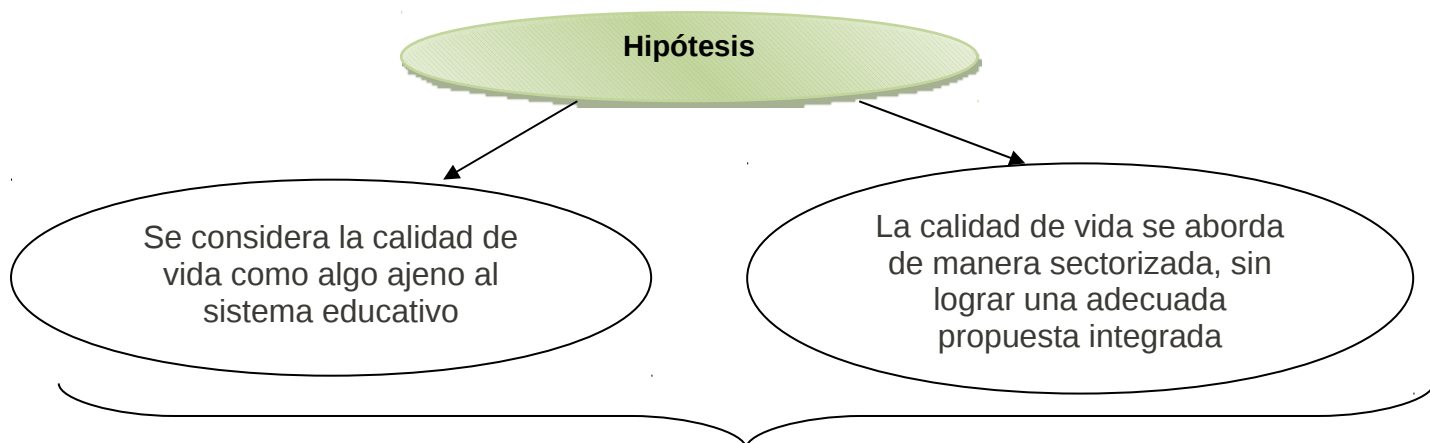 Hipótesis
Se considera la calidad de
vida como algo ajeno al
sistema educativo
La calidad de vida se aborda
de manera sectorizada, sin
lograr una adecuada
propuesta integrada